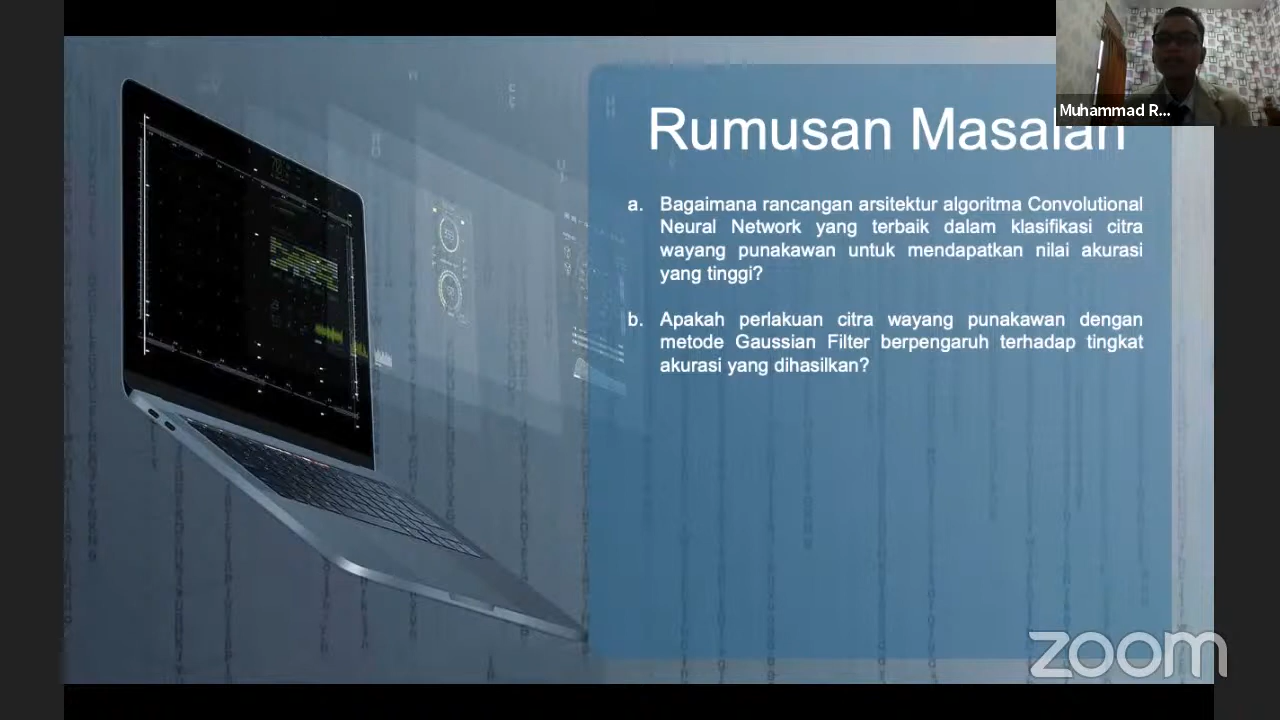 Rumusan Masalah
Muhammad R...
a. Bagaimana rancangan arsitektur algoritma Convolutional
Neural Network yang terbaik dalam klasifikasi citra
wayang punakawan untuk mendapatkan nilai akurasi
yang tinggi?
b. Apakah perlakuan citra wayang punakawan dengan
metode Gaussian Filter berpengaruh terhadap tingkat
akurasi yang dihasilkan?
zoom